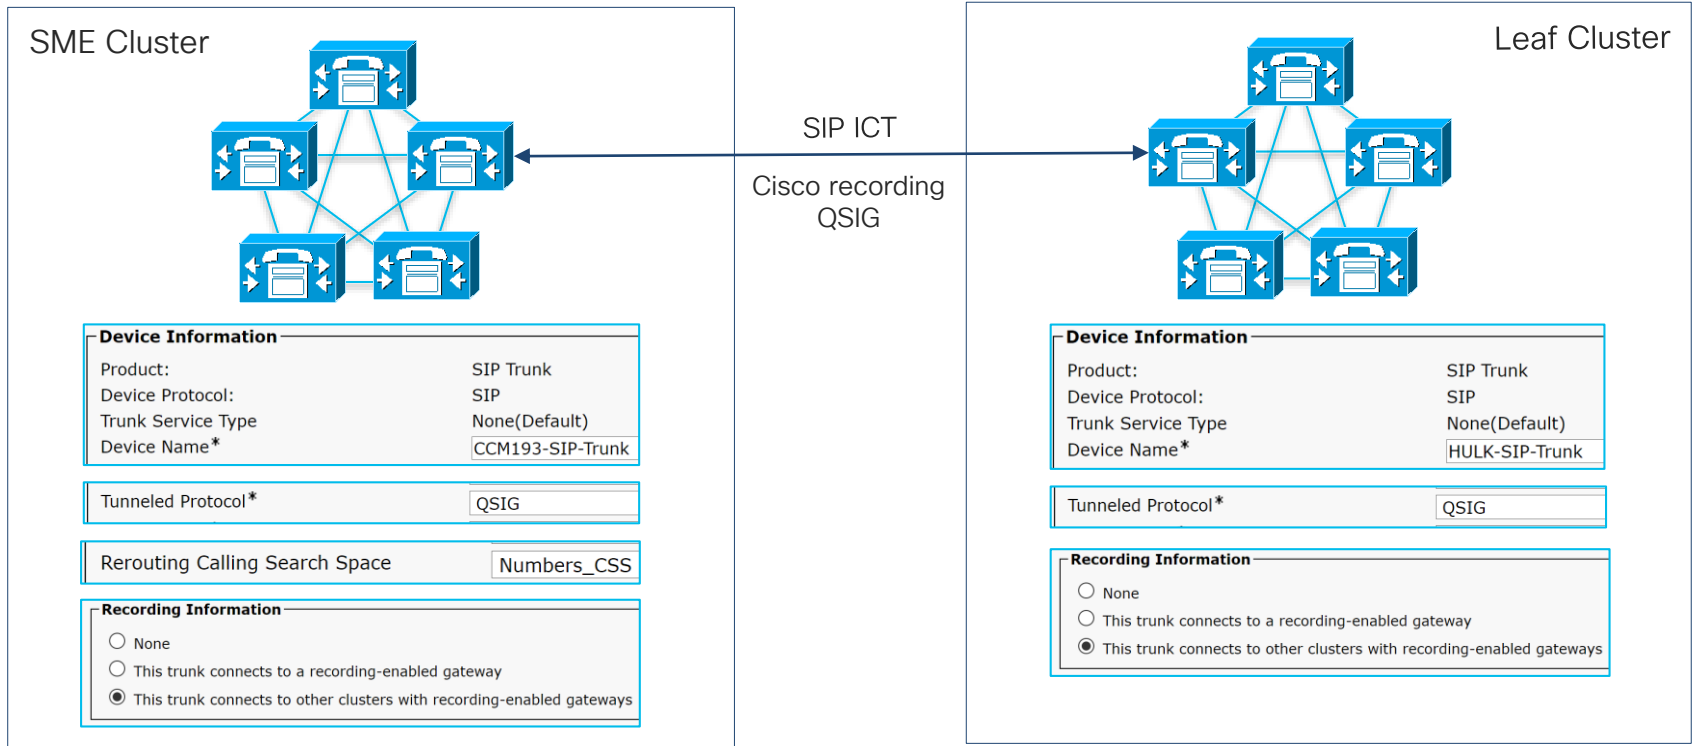 SME Cluster
Leaf Cluster
SIP ICT
Cisco recording
QSIG
Device Information
Product: SIP Trunk
Device Protocol: SIP
Trunk Service Type None(Default)
Device Name* CCM193-SIP-Trunk
Tunneled Protocol* QSIG
Rerouting Calling Search Space Numbers_CSS
Recording Information
None
This trunk connects to a recording-enabled gateway
This trunk connects to other clusters with recording-enabled gateways
Device Information
Product: SIP Trunk
Device Protocol: SIP
Trunk Service Type None(Default)
Device Name* HULK-SIP-Trunk
Tunneled Protocol* QSIG
Recording Information
None
This trunk connects to a recording-enabled gateway
This trunk connects to other clusters with recording-enabled gateways